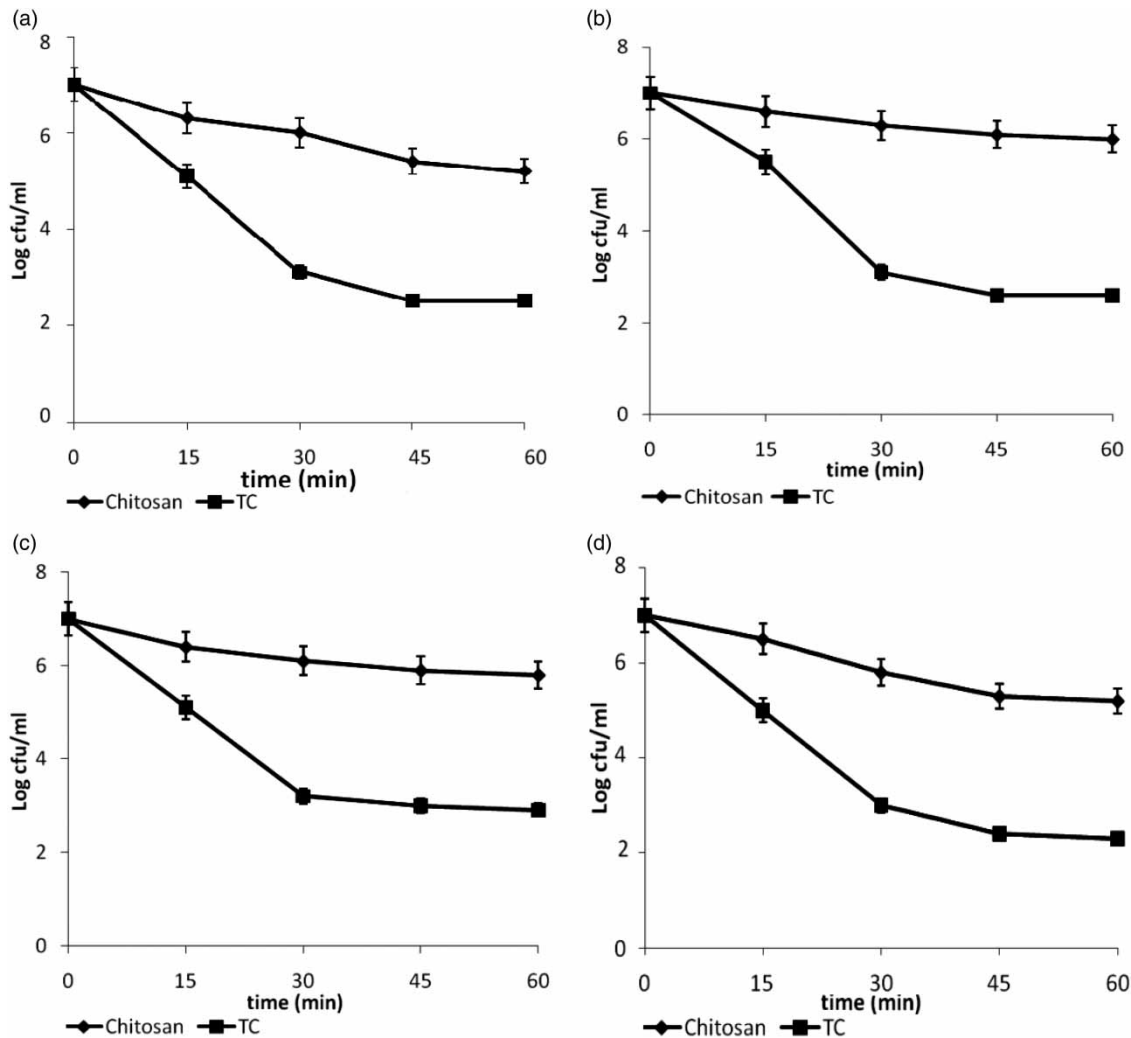 (a)
8
6
4
2
0
Log cfu/ml
0 15 30 45 60
time (min)
Chitosan TC
(b)
8
6
4
2
0
Log cfu/ml
0 15 30 45 60
time (min)
Chitosan TC
(c)
8
6
4
2
0
Log cfu/ml
0 15 30 45 60
time (min)
Chitosan TC
(d)
8
6
4
2
0
Log cfu/ml
0 15 30 45 60
time (min)
Chitosan TC